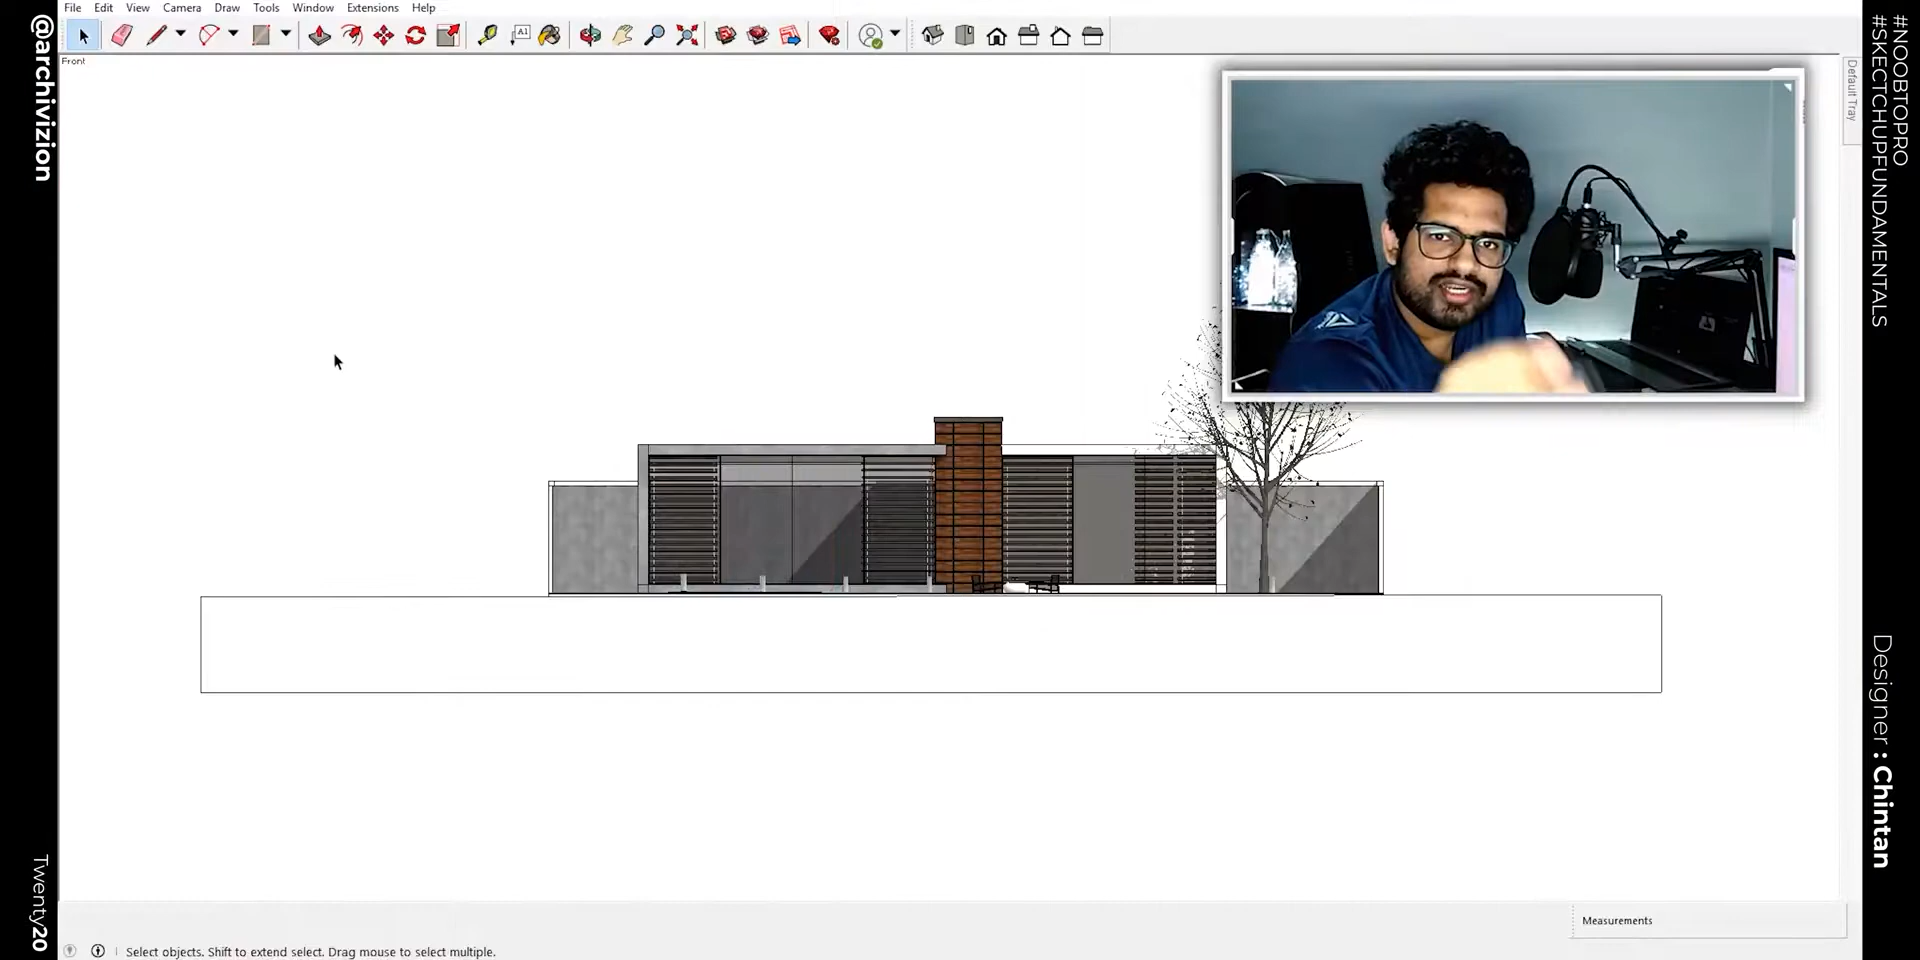 File Edit View Camera Draw Tools Window Extensions Help
A1
Front
@archivizion
Twenty20
#NOOBTOPRO
#SKECTCHUPFUNDAMENTALS
Default Tray
Designer : Chintan
Measurements
Select objects. Shift to extend select. Drag mouse to select multiple.